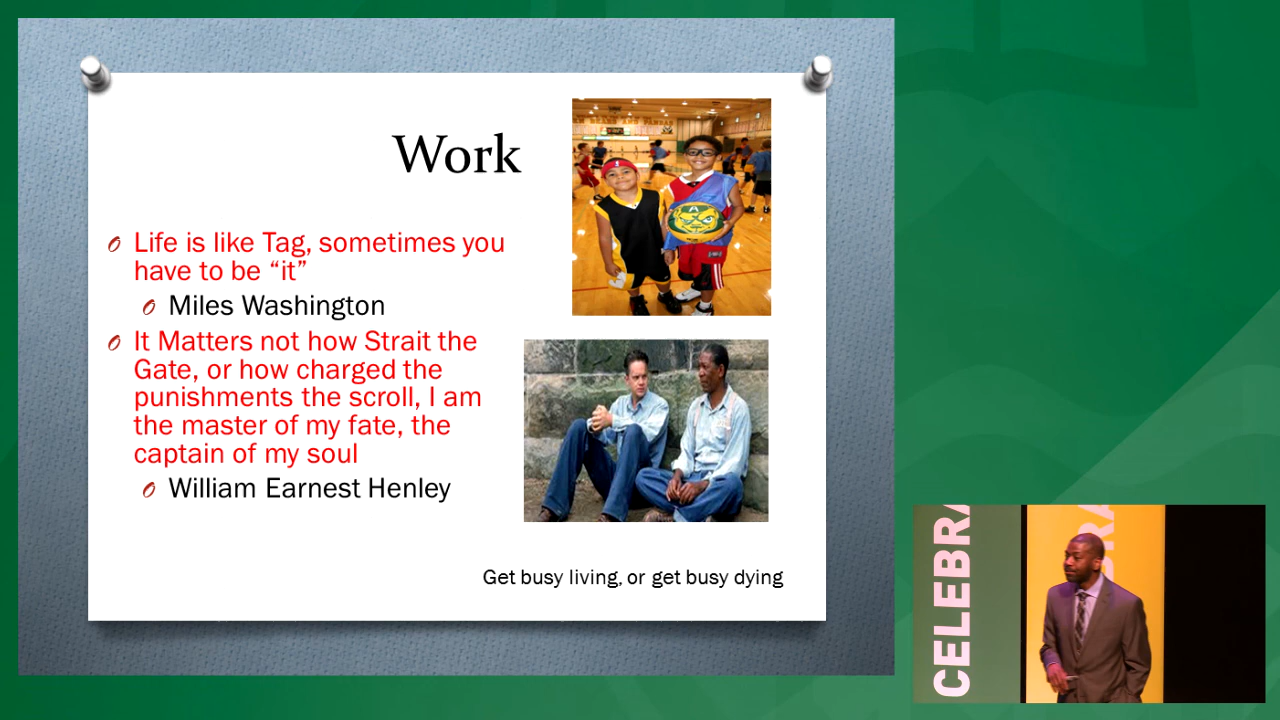 Work
Life is like Tag, sometimes you
have to be “it”
Miles Washington
It Matters not how Strait the
Gate, or how charged the
punishments the scroll, I am
the master of my fate, the
captain of my soul
William Earnest Henley
Get busy living, or get busy dying
CELEBRA